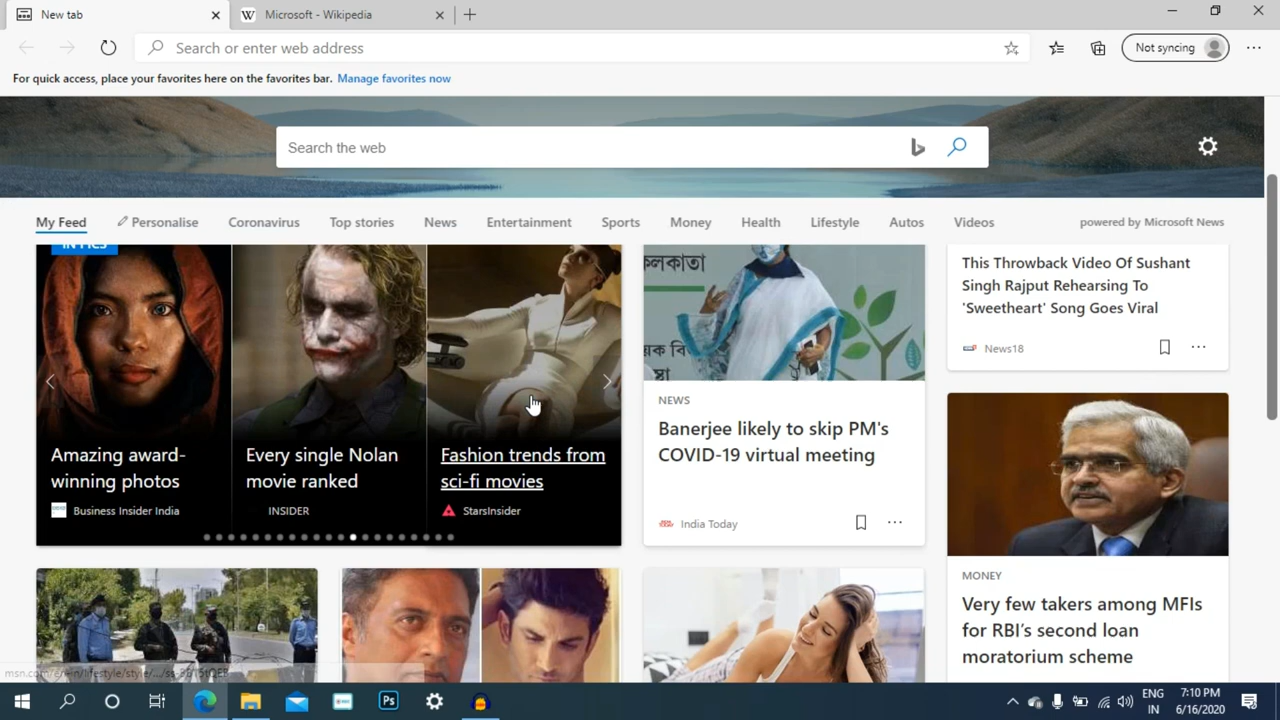 New tab
W Microsoft - Wikipedia
Search or enter web address
Not syncing
For quick access, place your favorites here on the favorites bar. Manage favorites now
Search the web
My Feed
Personalise
Coronavirus
Top stories
News
Entertainment
Sports
Money
Health
Lifestyle
Autos
Videos
powered by Microsoft News
IN PICS
Amazing award-
winning photos
Business Insider India
Every single Nolan
movie ranked
INSIDER
Fashion trends from
sci-fi movies
StarsInsider
NEWS
Banerjee likely to skip PM's
COVID-19 virtual meeting
India Today
This Throwback Video Of Sushant
Singh Rajput Rehearsing To
'Sweetheart' Song Goes Viral
News18
MONEY
Very few takers among MFIs
for RBI's second loan
moratorium scheme
Ps
ENG
IN
7:10 PM
6/16/2020